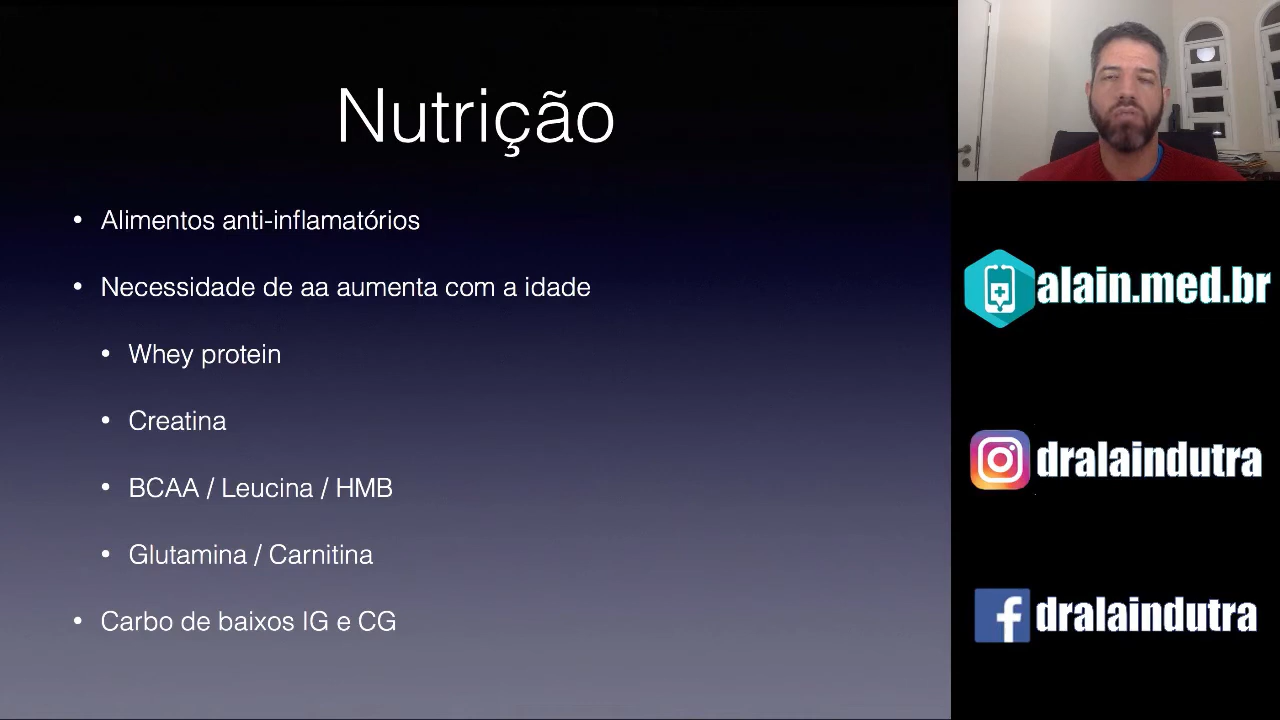 Nutrição
• Alimentos anti-inflamatórios
• Necessidade de aa aumenta com a idade
• Whey protein
• Creatina
• BCAA / Leucina / HMB
• Glutamina / Carnitina
• Carbo de baixos IG e CG
alain.med.br
dralaindutra
dralaindutra